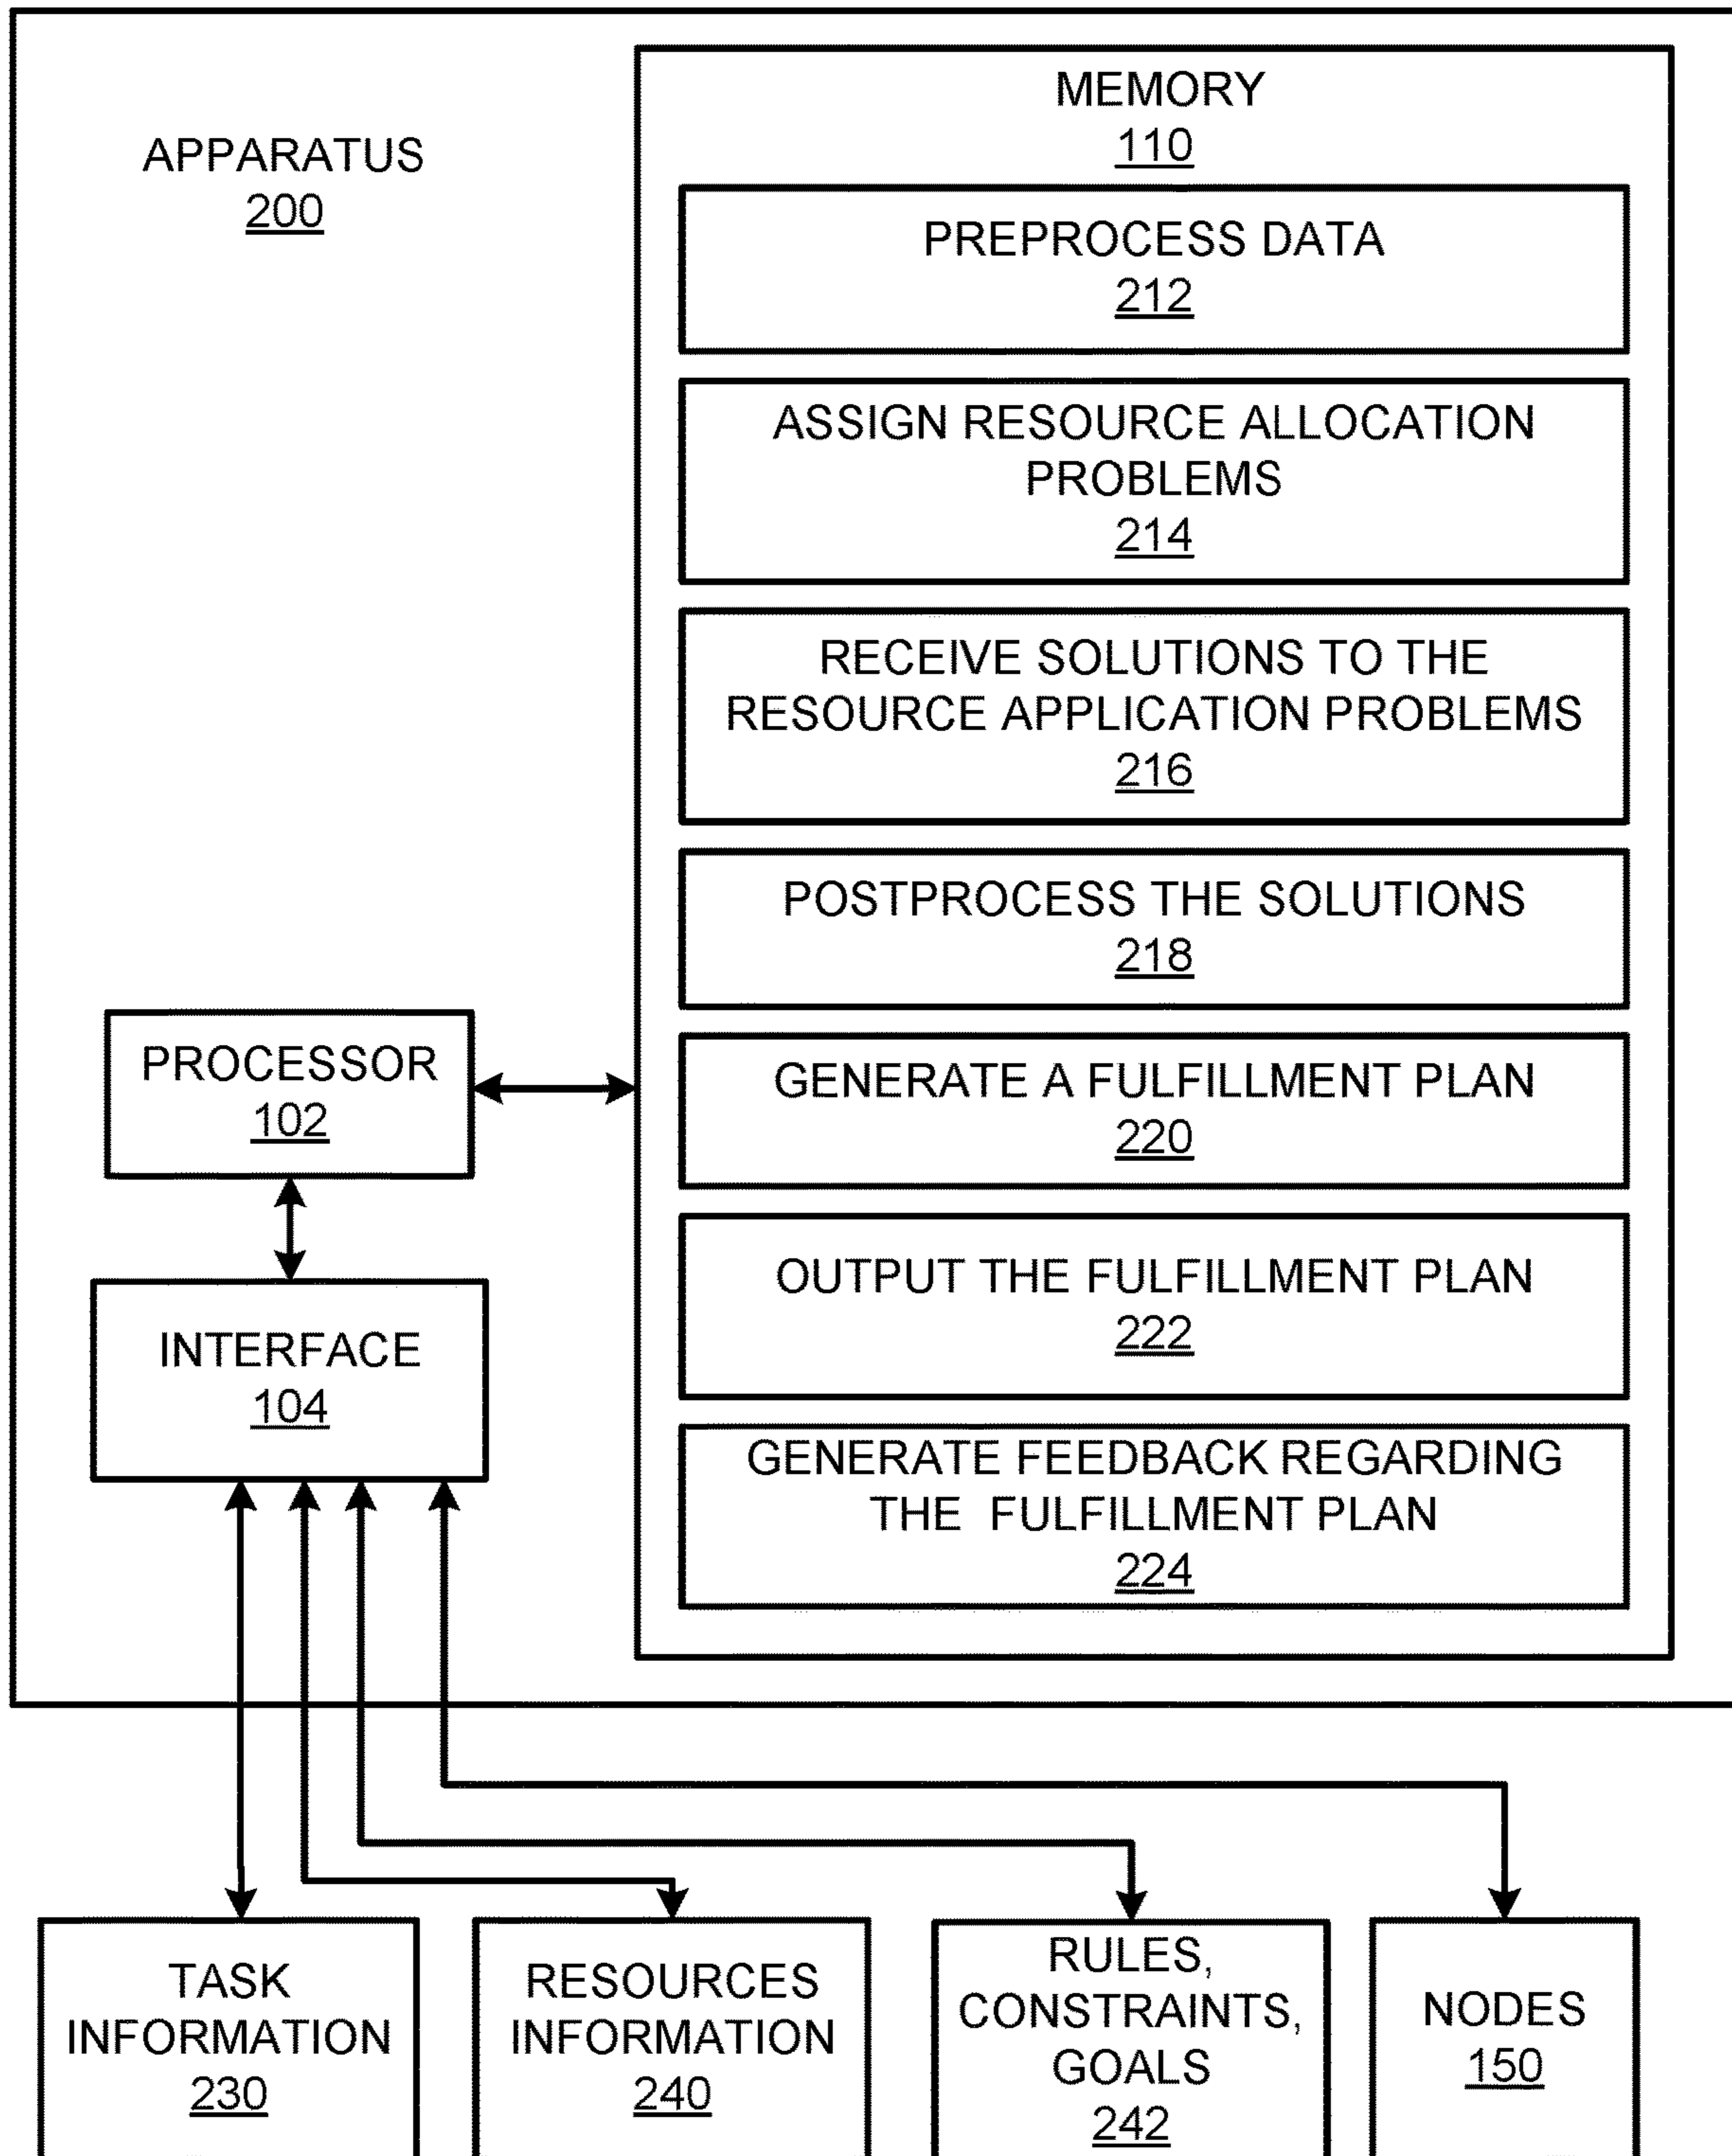 APPARATUS
200
MEMORY
110
PREPROCESS DATA
212
ASSIGN RESOURCE ALLOCATION
PROBLEMS
214
RECEIVE SOLUTIONS TO THE
RESOURCE APPLICATION PROBLEMS
216
POSTPROCESS THE SOLUTIONS
218
GENERATE A FULFILLMENT PLAN
220
OUTPUT THE FULFILLMENT PLAN
222
GENERATE FEEDBACK REGARDING
THE FULFILLMENT PLAN
224
PROCESSOR
102
INTERFACE
104
TASK
INFORMATION
230
RESOURCES
INFORMATION
240
RULES,
CONSTRAINTS,
GOALS
242
NODES
150